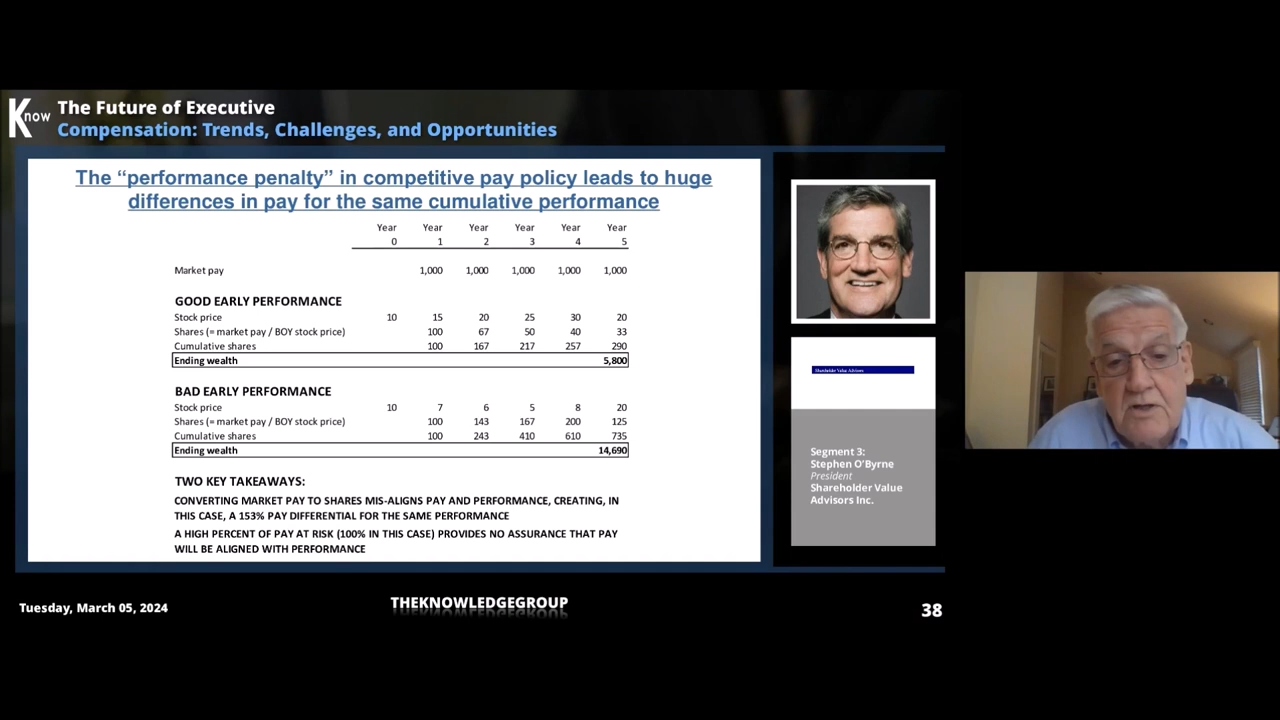 Know
The Future of Executive
Compensation: Trends, Challenges, and Opportunities
The “performance penalty” in competitive pay policy leads to huge
differences in pay for the same cumulative performance
Year Year Year Year Year Year
0 1 2 3 4 5
Market pay 1,000 1,000 1,000 1,000 1,000
GOOD EARLY PERFORMANCE
Stock price 10 15 20 25 30 20
Shares (= market pay / BOY stock price) 100 67 50 40 33
Cumulative shares 100 167 217 257 290
Ending wealth 5,800
BAD EARLY PERFORMANCE
Stock price 10 7 6 5 8 20
Shares (= market pay / BOY stock price) 100 143 167 200 125
Cumulative shares 100 243 410 610 735
Ending wealth 14,690
TWO KEY TAKEAWAYS:
CONVERTING MARKET PAY TO SHARES MIS-ALIGNS PAY AND PERFORMANCE, CREATING, IN
THIS CASE, A 153% PAY DIFFERENTIAL FOR THE SAME PERFORMANCE
A HIGH PERCENT OF PAY AT RISK (100% IN THIS CASE) PROVIDES NO ASSURANCE THAT PAY
WILL BE ALIGNED WITH PERFORMANCE
Shareholder Value Advisors
Segment 3:
Stephen O’Byrne
President
Shareholder Value
Advisors Inc.
Tuesday, March 05, 2024
THEKNOWLEDGEGROUP
38